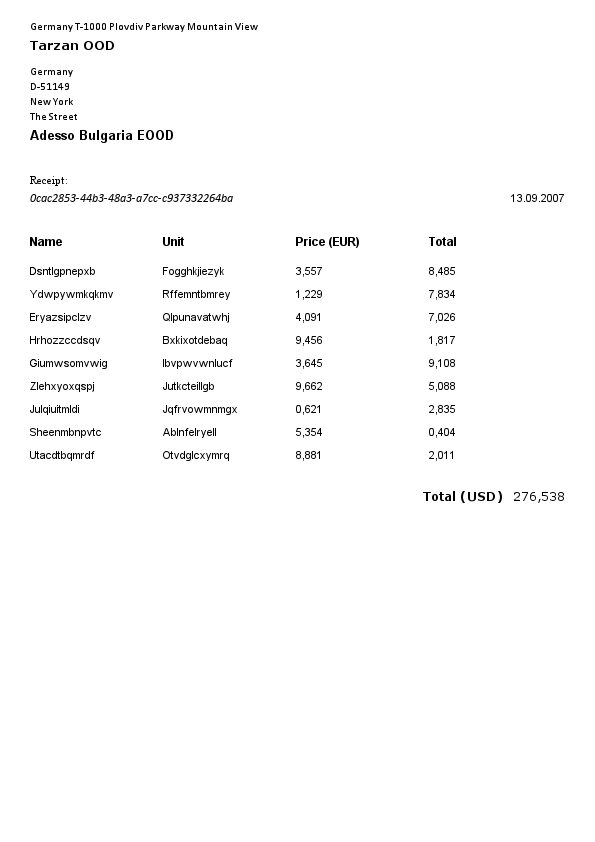 Germany T-1000 Plovdiv Parkway Mountain View
Tarzan OOD
Germany
D-51149
New York
The Street
Adesso Bulgaria EOOD
Receipt:
0cac2853-44b3-48a3-a7cc-c937332264ba 13.09.2007
Name Unit Price (EUR) Total
Dsntlgpnepxb Fogghkjiezyk 3,557 8,485
Ydwpywmkqkmv Rffemntbmrey 1,229 7,834
Eryazsipclzv Qlpunavatwhj 4,091 7,026
Hrhozzccdsqv Bxkixotdebaq 9,456 1,817
Giumwsomvwig Ibvpwvwnlucf 3,645 9,108
Zlehxyoxqspj Jutkcteillgb 9,662 5,088
Julqiuitmldi Jqfrvowmnmgx 0,621 2,835
Sheenmbnpvtc Ablnfelryell 5,354 0,404
Utacdtbqmrdf Otvdglcxymrq 8,881 2,011
Total (USD) 276,538